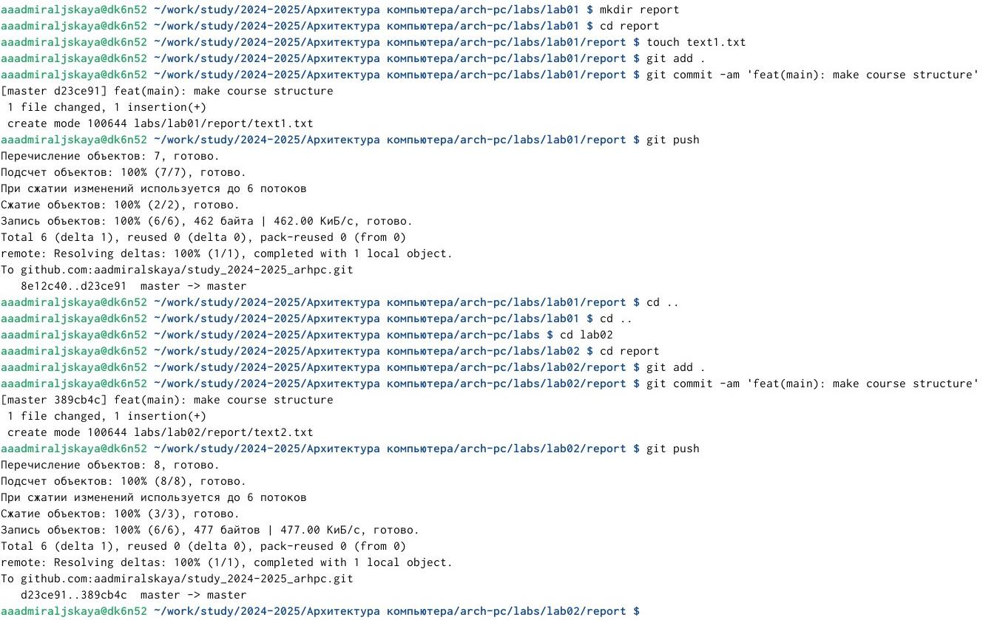 aaadmiraljskaya@dk6n52 ~/work/study/2024-2025/Архитектура компьютера/arch-pc/labs/lab01 $ mkdir report
aaadmiraljskaya@dk6n52 ~/work/study/2024-2025/Архитектура компьютера/arch-pc/labs/lab01 $ cd report
aaadmiraljskaya@dk6n52 ~/work/study/2024-2025/Архитектура компьютера/arch-pc/labs/lab01/report $ touch text1.txt
aaadmiraljskaya@dk6n52 ~/work/study/2024-2025/Архитектура компьютера/arch-pc/labs/lab01/report $ git add .
aaadmiraljskaya@dk6n52 ~/work/study/2024-2025/Архитектура компьютера/arch-pc/labs/lab01/report $ git commit -am 'feat(main): make course structure'
[master d23ce91] feat(main): make course structure
 1 file changed, 1 insertion(+)
 create mode 100644 labs/lab01/report/text1.txt
aaadmiraljskaya@dk6n52 ~/work/study/2024-2025/Архитектура компьютера/arch-pc/labs/lab01/report $ git push
Перечисление объектов: 7, готово.
Подсчет объектов: 100% (7/7), готово.
При сжатии изменений используется до 6 потоков
Сжатие объектов: 100% (2/2), готово.
Запись объектов: 100% (6/6), 462 байта | 462.00 КиБ/с, готово.
Total 6 (delta 1), reused 0 (delta 0), pack-reused 0 (from 0)
remote: Resolving deltas: 100% (1/1), completed with 1 local object.
To github.com:aadmiralskaya/study_2024-2025_arhpc.git
   8e12c40..d23ce91  master -> master
aaadmiraljskaya@dk6n52 ~/work/study/2024-2025/Архитектура компьютера/arch-pc/labs/lab01/report $ cd ..
aaadmiraljskaya@dk6n52 ~/work/study/2024-2025/Архитектура компьютера/arch-pc/labs/lab01 $ cd ..
aaadmiraljskaya@dk6n52 ~/work/study/2024-2025/Архитектура компьютера/arch-pc/labs $ cd lab02
aaadmiraljskaya@dk6n52 ~/work/study/2024-2025/Архитектура компьютера/arch-pc/labs/lab02 $ cd report
aaadmiraljskaya@dk6n52 ~/work/study/2024-2025/Архитектура компьютера/arch-pc/labs/lab02/report $ git add .
aaadmiraljskaya@dk6n52 ~/work/study/2024-2025/Архитектура компьютера/arch-pc/labs/lab02/report $ git commit -am 'feat(main): make course structure'
[master 389cb4c] feat(main): make course structure
 1 file changed, 1 insertion(+)
 create mode 100644 labs/lab02/report/text2.txt
aaadmiraljskaya@dk6n52 ~/work/study/2024-2025/Архитектура компьютера/arch-pc/labs/lab02/report $ git push
Перечисление объектов: 8, готово.
Подсчет объектов: 100% (8/8), готово.
При сжатии изменений используется до 6 потоков
Сжатие объектов: 100% (3/3), готово.
Запись объектов: 100% (6/6), 477 байтов | 477.00 КиБ/с, готово.
Total 6 (delta 1), reused 0 (delta 0), pack-reused 0 (from 0)
remote: Resolving deltas: 100% (1/1), completed with 1 local object.
To github.com:aadmiralskaya/study_2024-2025_arhpc.git
   d23ce91..389cb4c  master -> master
aaadmiraljskaya@dk6n52 ~/work/study/2024-2025/Архитектура компьютера/arch-pc/labs/lab02/report $